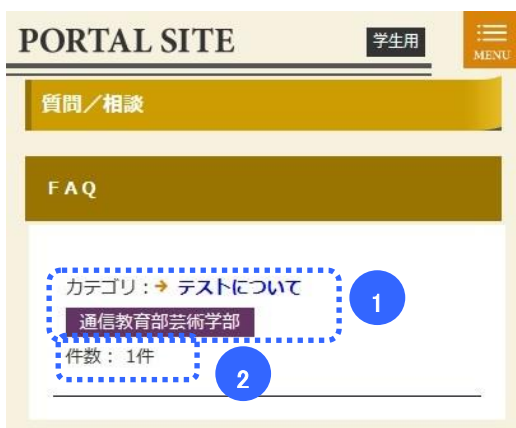 PORTAL SITE
学生用
MENU
質問／相談
ＦＡＱ
カテゴリ：➔ テストについて
1
通信教育部芸術学部
件数： 1件
2